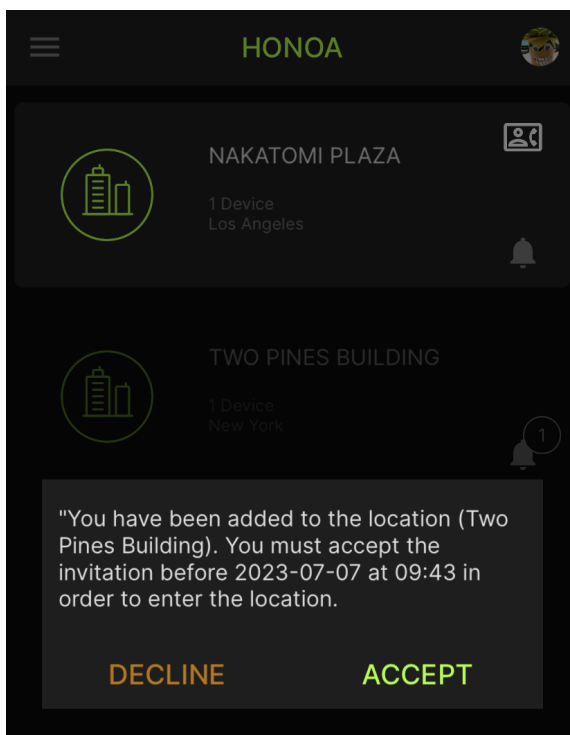 HONOA
NAKATOMI PLAZA
1 Device
Los Angeles
TWO PINES BUILDING
1 Device
New York
1
"You have been added to the location (Two
Pines Building). You must accept the
invitation before 2023-07-07 at 09:43 in
order to enter the location.
DECLINE
ACCEPT